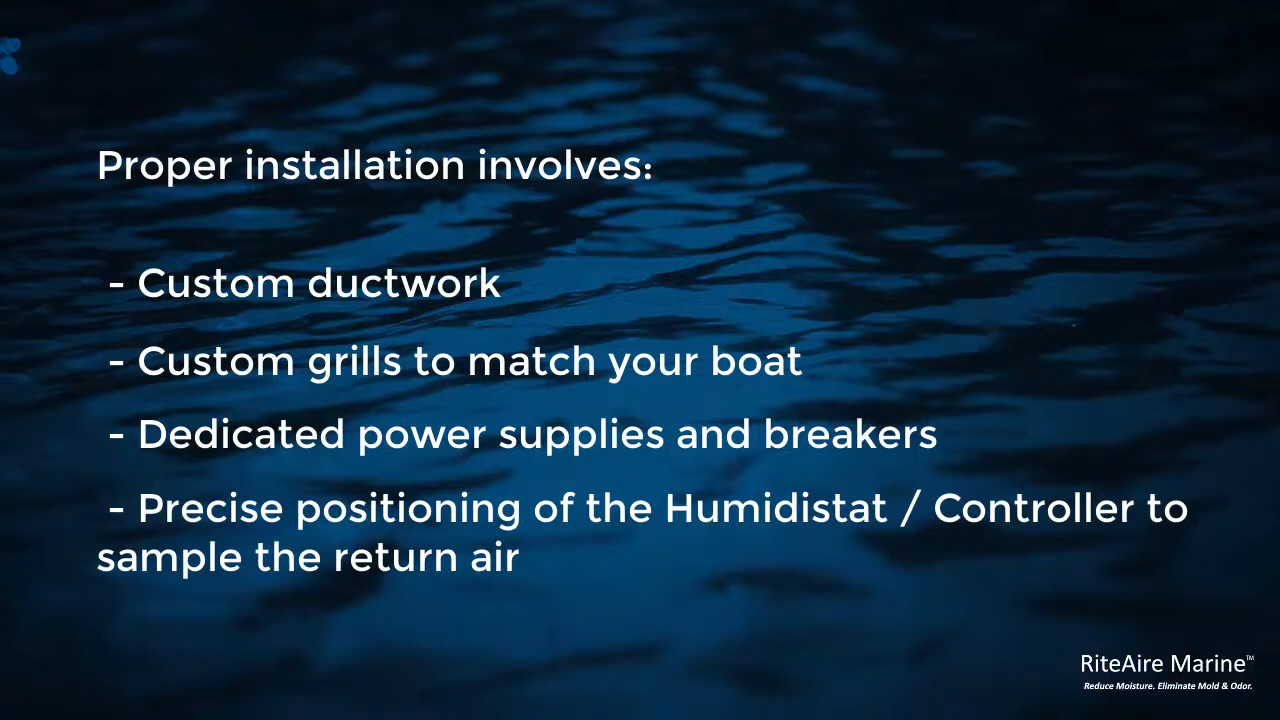 Proper installation involves:
- Custom ductwork
- Custom grills to match your boat
- Dedicated power supplies and breakers
- Precise positioning of the Humidistat / Controller to
sample the return air
RiteAire Marine™
Reduce Moisture. Eliminate Mold & Odor.